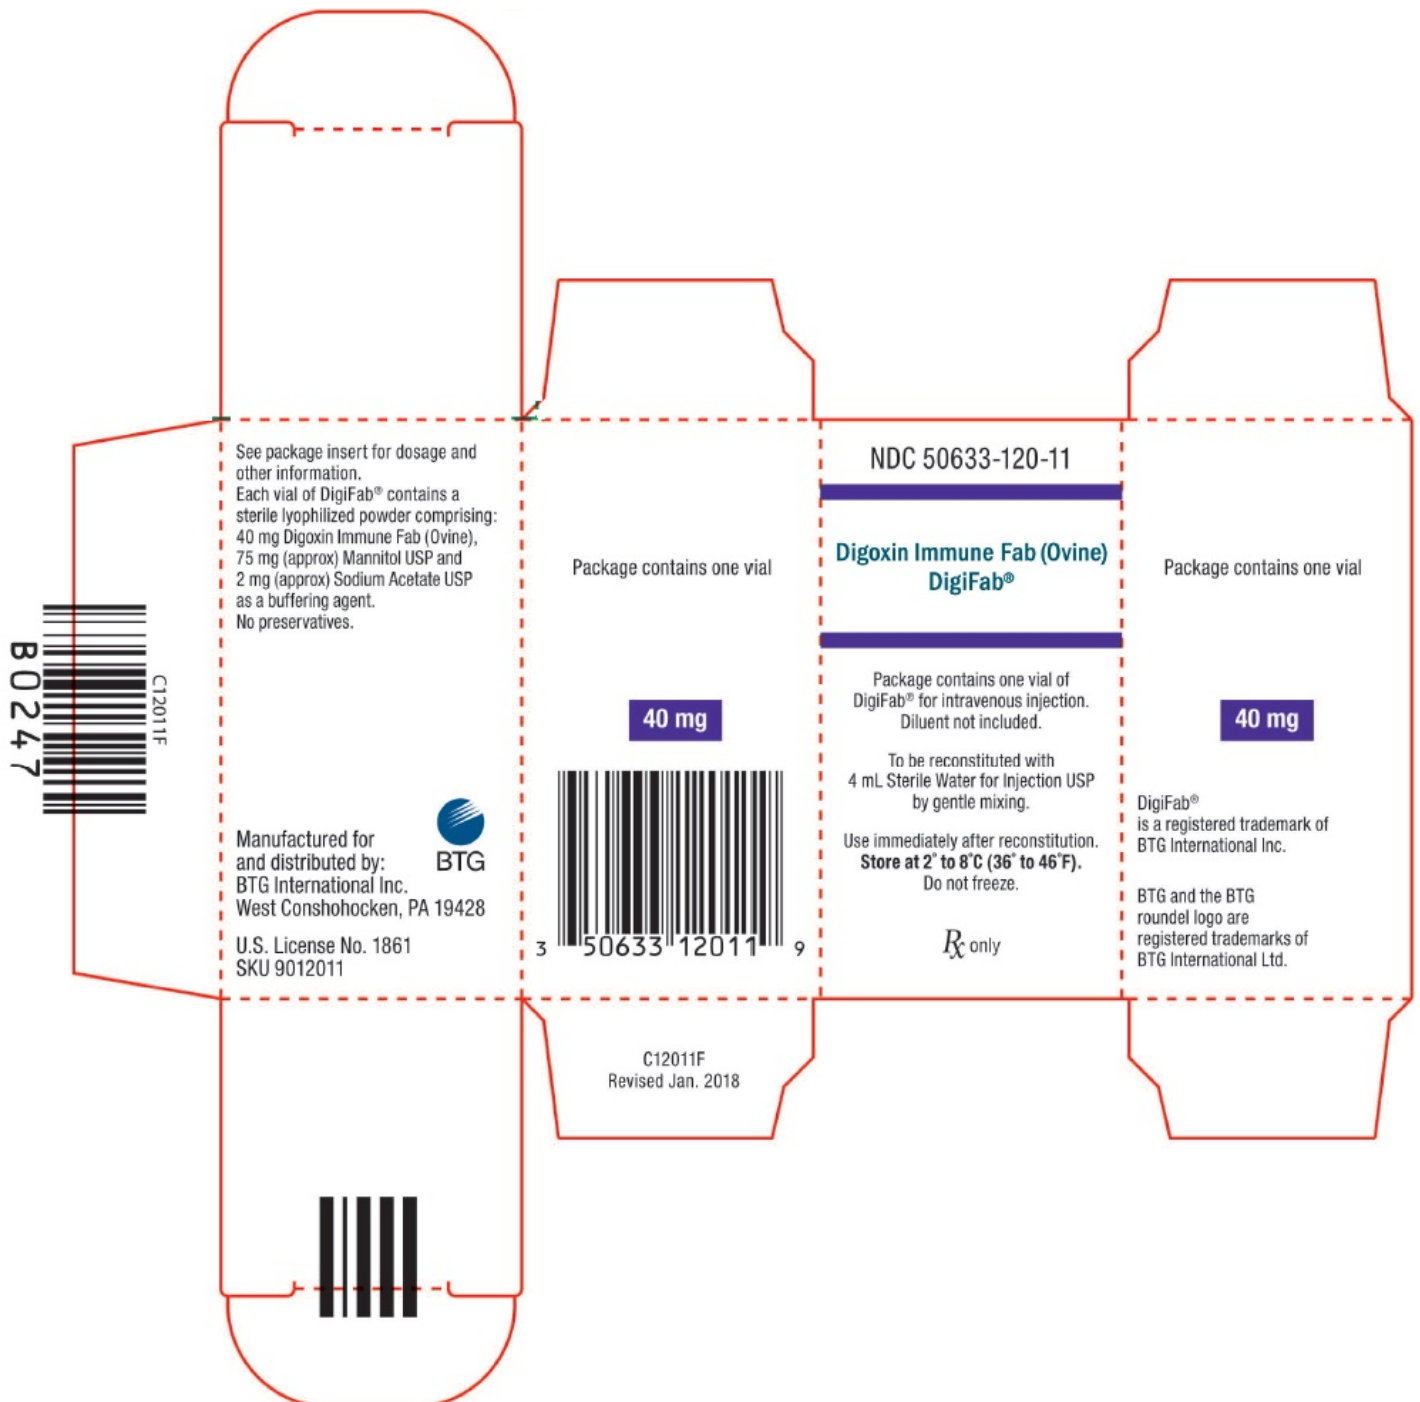 See package insert for dosage and
other information.
Each vial of DigiFab® contains a
sterile lyophilized powder comprising:
40 mg Digoxin Immune Fab (Ovine),
75 mg (approx) Mannitol USP and
2 mg (approx) Sodium Acetate USP
as a buffering agent.
No preservatives.
C12011F
B0247
BTG
Manufactured for
and distributed by:
BTG International Inc.
West Conshohocken, PA 19428
U.S. License No. 1861
SKU 9012011
Package contains one vial
40 mg
3 50633 12011 9
C12011F
Revised Jan. 2018
NDC 50633-120-11
Digoxin Immune Fab (Ovine)
DigiFab®
Package contains one vial of
DigiFab® for intravenous injection.
Diluent not included.
To be reconstituted with
4 mL Sterile Water for Injection USP
by gentle mixing.
Use immediately after reconstitution.
Store at 2° to 8°C (36° to 46°F).
Do not freeze.
Rx only
Package contains one vial
40 mg
DigiFab®
is a registered trademark of
BTG International Inc.
BTG and the BTG
roundel logo are
registered trademarks of
BTG International Ltd.